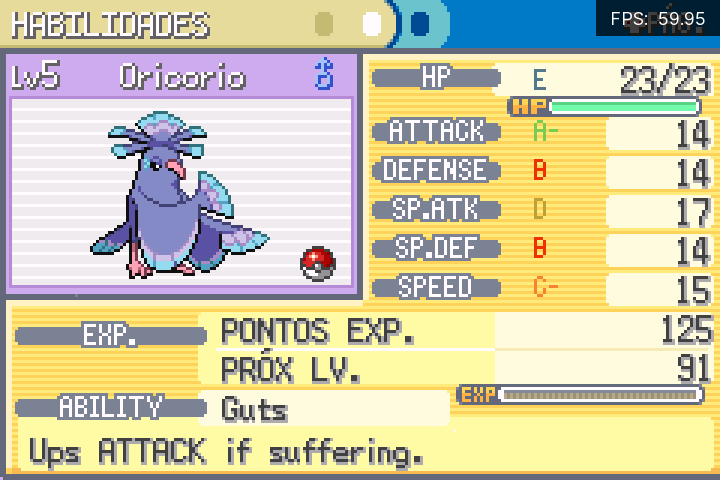 HABILIDADES
FPS: 59.95
Lv5 Oricorio ♂
HP E 23/23
HP
ATTACK A- 14
DEFENSE B 14
SP.ATK D 17
SP.DEF B 14
SPEED C- 15
EXP. PONTOS EXP. 125
PRÓX LV. 91
EXP
ABILITY Guts
Ups ATTACK if suffering.